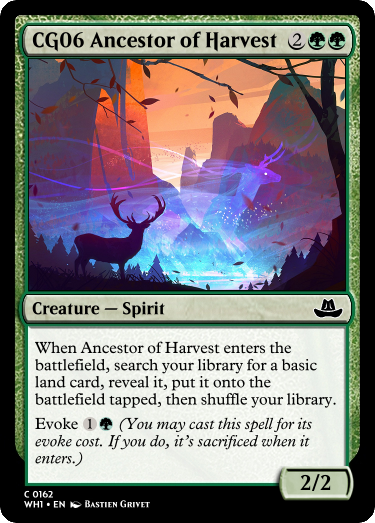 CG06 Ancestor of Harvest 2
Creature — Spirit
When Ancestor of Harvest enters the
battlefield, search your library for a basic
land card, reveal it, put it onto the
battlefield tapped, then shuffle your library.
Evoke 1 (You may cast this spell for its
evoke cost. If you do, it's sacrificed when it
enters.)
2/2
C 0162
WH1 • EN Bastien Grivet